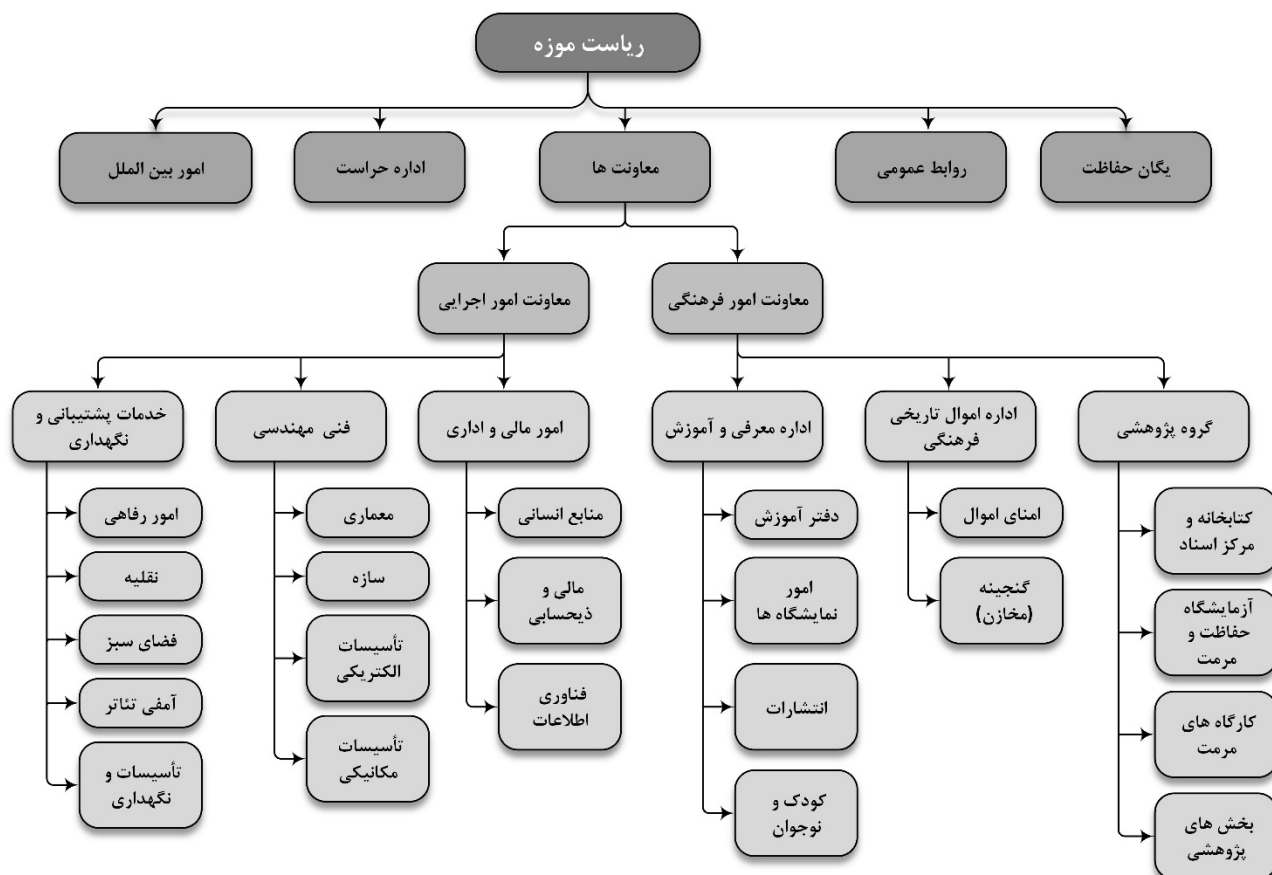 ریاست موزه
یگان حفاظت
روابط عمومی
معاونت ها
اداره حراست
امور بین الملل
معاونت امور فرهنگی
معاونت امور اجرایی
گروه پژوهشی
اداره اموال تاریخی
فرهنگی
اداره معرفی و آموزش
امور مالی و اداری
فنی مهندسی
خدمات پشتیبانی و
نگهداری
کتابخانه و
مرکز اسناد
آزمایشگاه
حفاظت و
مرمت
کارگاه های
مرمت
بخش های
پژوهشی
امنای اموال
گنجینه
(مخازن)
دفتر آموزش
امور
نمایشگاه ها
انتشارات
کودک و
نوجوان
منابع انسانی
مالی و
ذیحسابی
فناوری
اطلاعات
معماری
سازه
تأسیسات
الکتریکی
تأسیسات
مکانیکی
امور رفاهی
نقلیه
فضای سبز
آمفی تئاتر
تأسیسات و
نگهداری